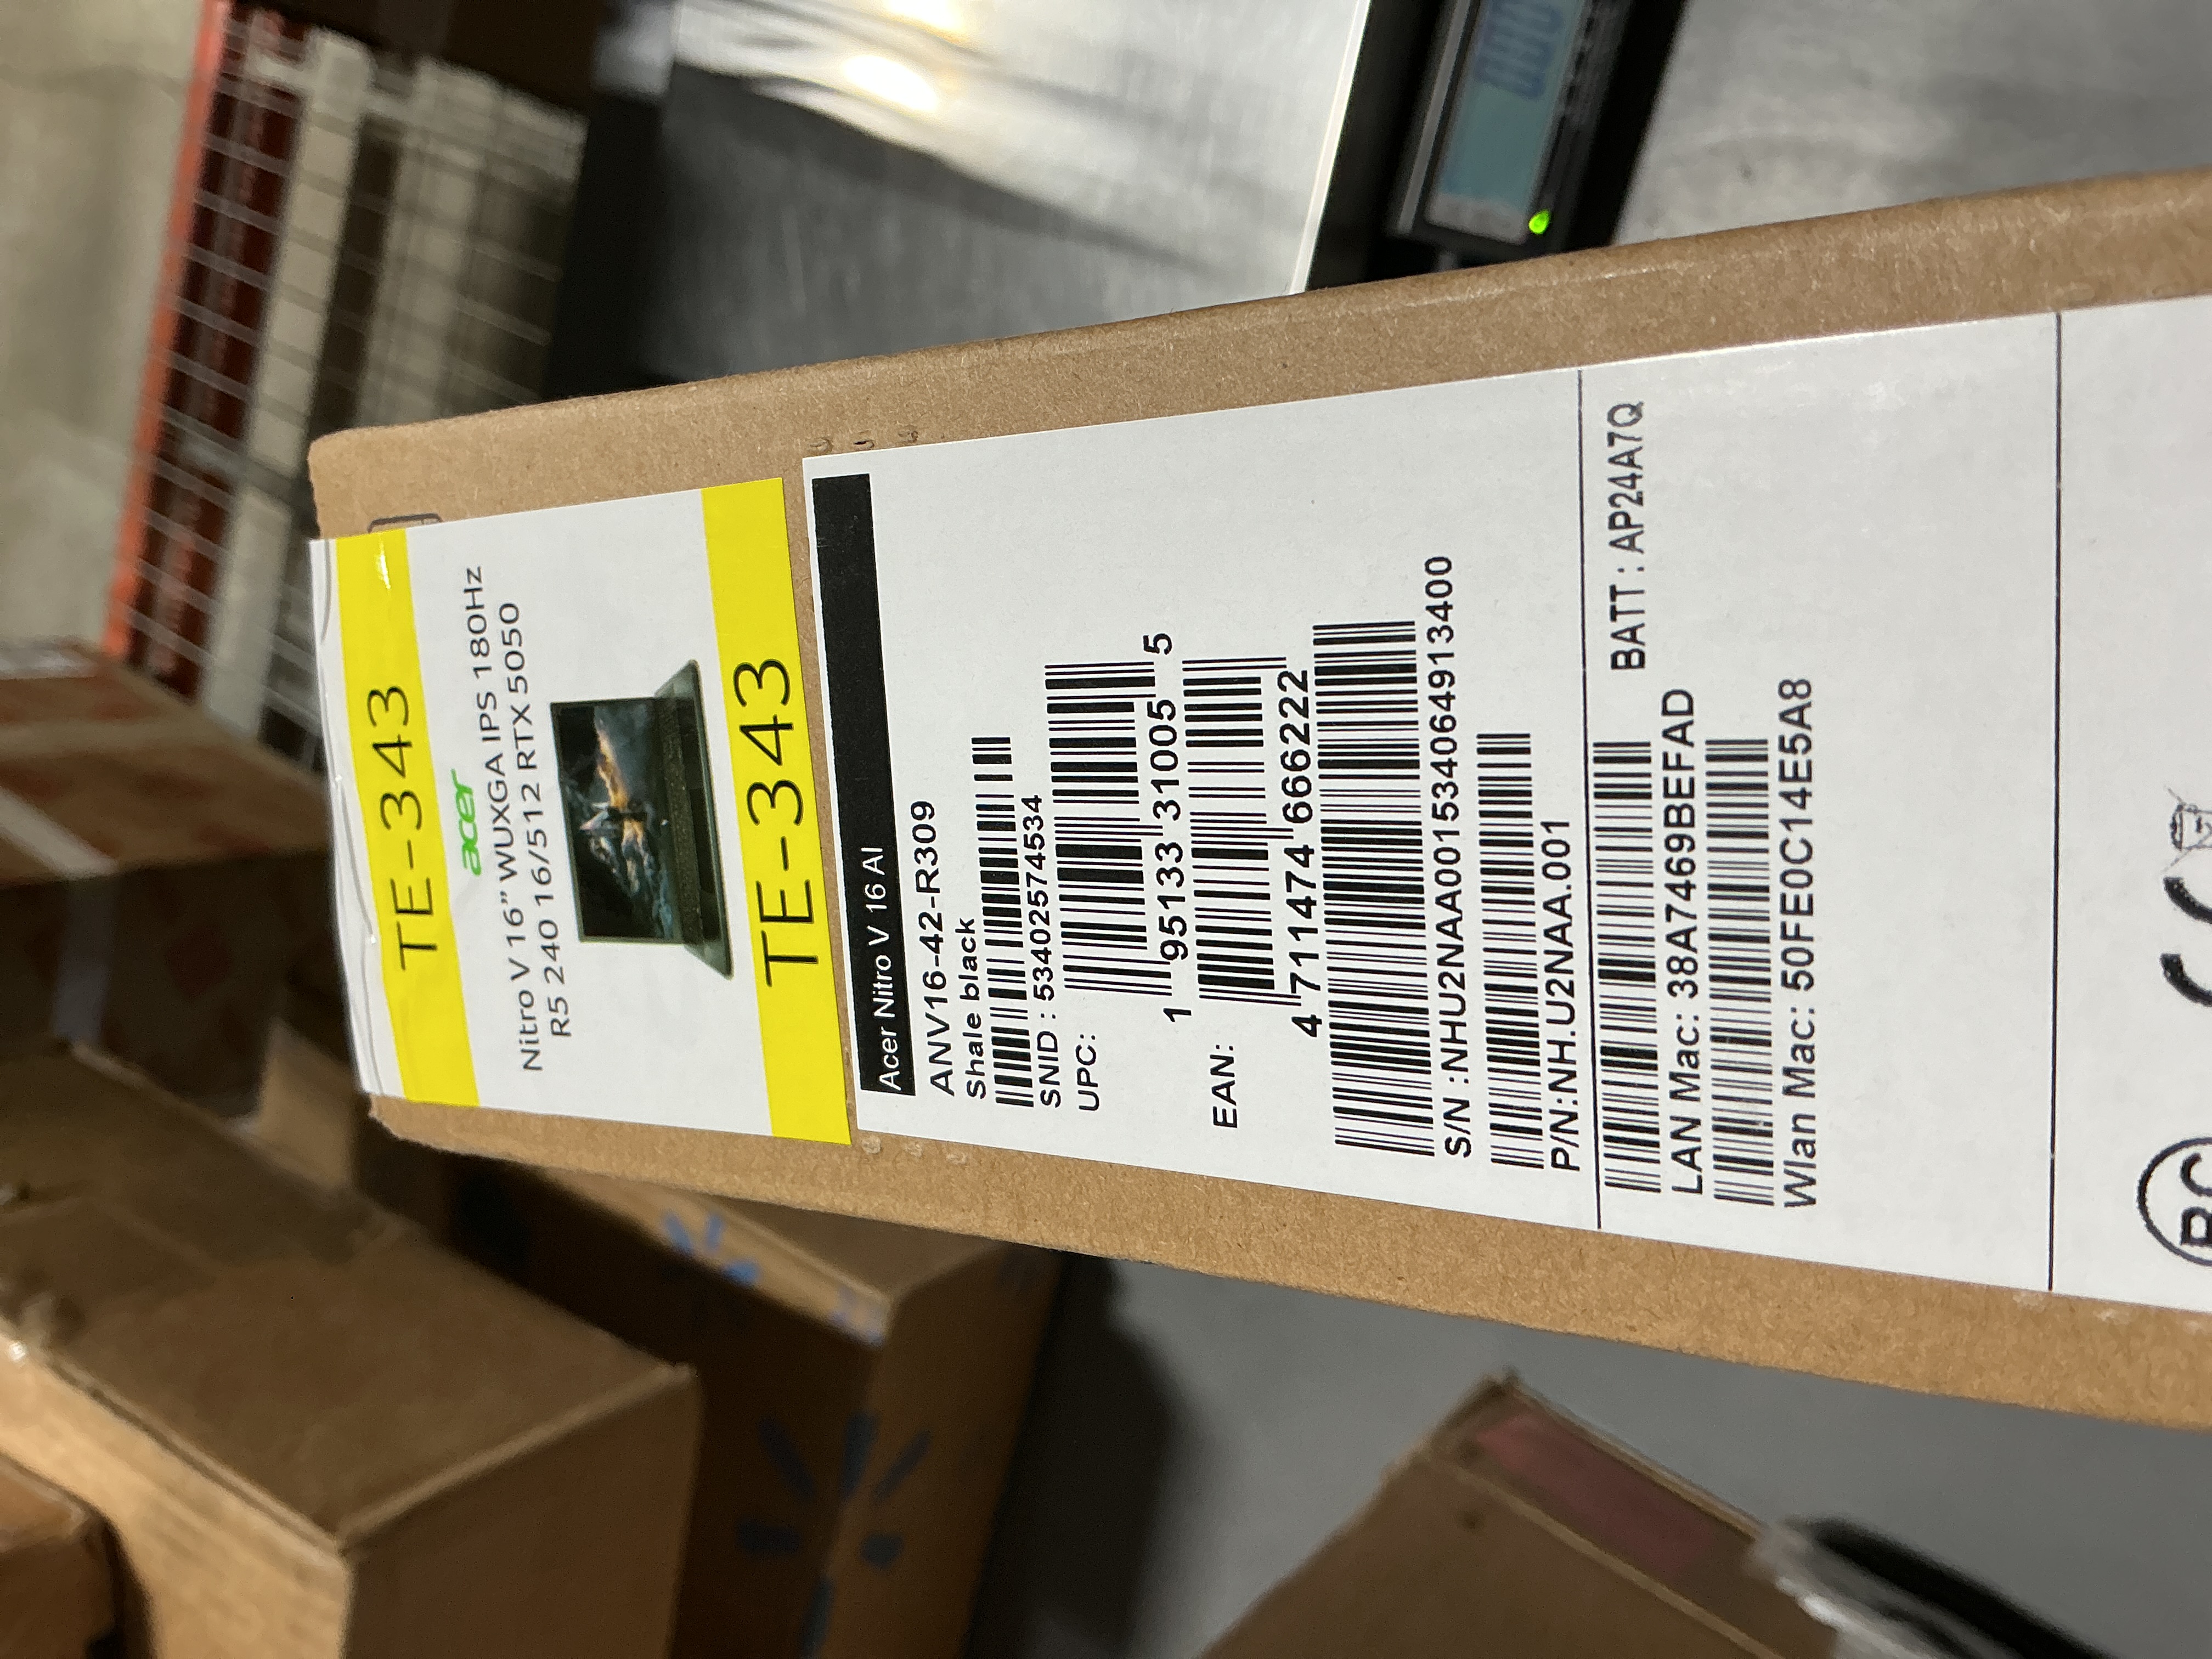 TE-343
acer
Nitro V 16" WUXGA IPS 180Hz
R5 240 16/512 RTX 5050
TE-343
Acer Nitro V 16 AI
ANV16-42-R309
Shale black
SNID : 53402574534
UPC:
1 95133 31005 5
EAN:
4 711474 666222
S/N :NHU2NAA001534064913400
P/N:NH.U2NAA.001
BATT : AP24A7Q
LAN Mac: 38A7469BEFAD
Wlan Mac: 50FE0C14E5A8